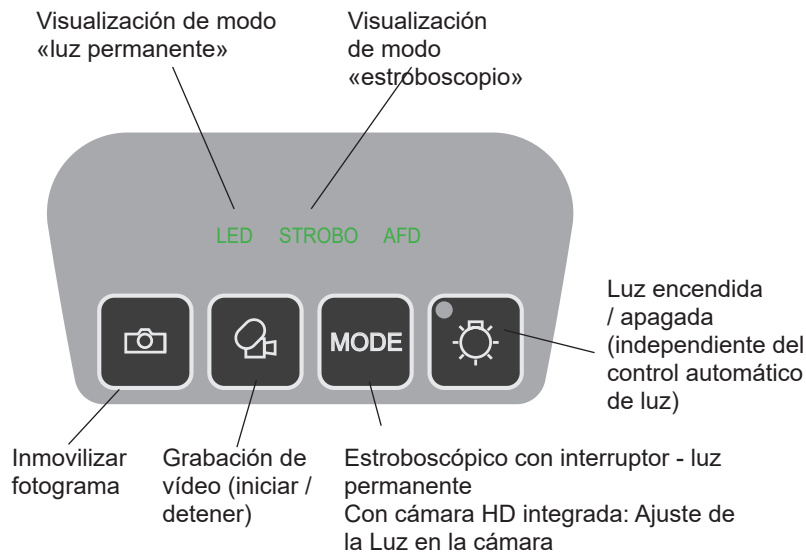 Visualización de modo
«luz permanente»
Visualización
de modo
«estroboscopio»
LED STROBO AFD
MODE
Luz encendida
/ apagada
(independiente del
control automático
de luz)
Inmovilizar
fotograma
Grabación de
vídeo (iniciar /
detener)
Estroboscópico con interruptor - luz
permanente
Con cámara HD integrada: Ajuste de
la Luz en la cámara